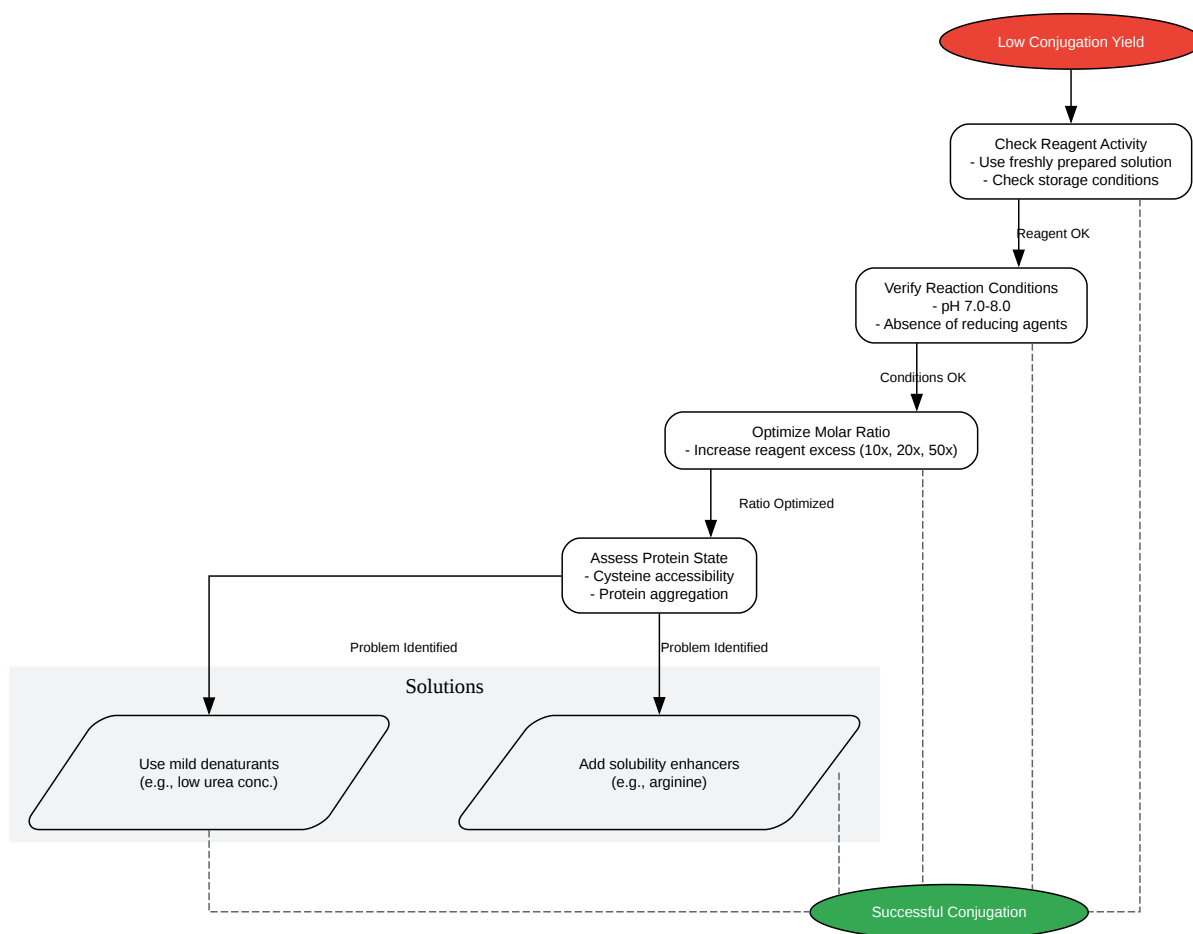 Low Conjugation Yield
Check Reagent Activity
- Use freshly prepared solution
- Check storage conditions
Reagent OK
Verify Reaction Conditions
- pH 7.0-8.0
- Absence of reducing agents
Conditions OK
Optimize Molar Ratio
- Increase reagent excess (10x, 20x, 50x)
Ratio Optimized
Assess Protein State
- Cysteine accessibility
- Protein aggregation
Problem Identified
Problem Identified
Solutions
Use mild denaturants
(e.g., low urea conc.)
Add solubility enhancers
(e.g., arginine)
Successful Conjugation